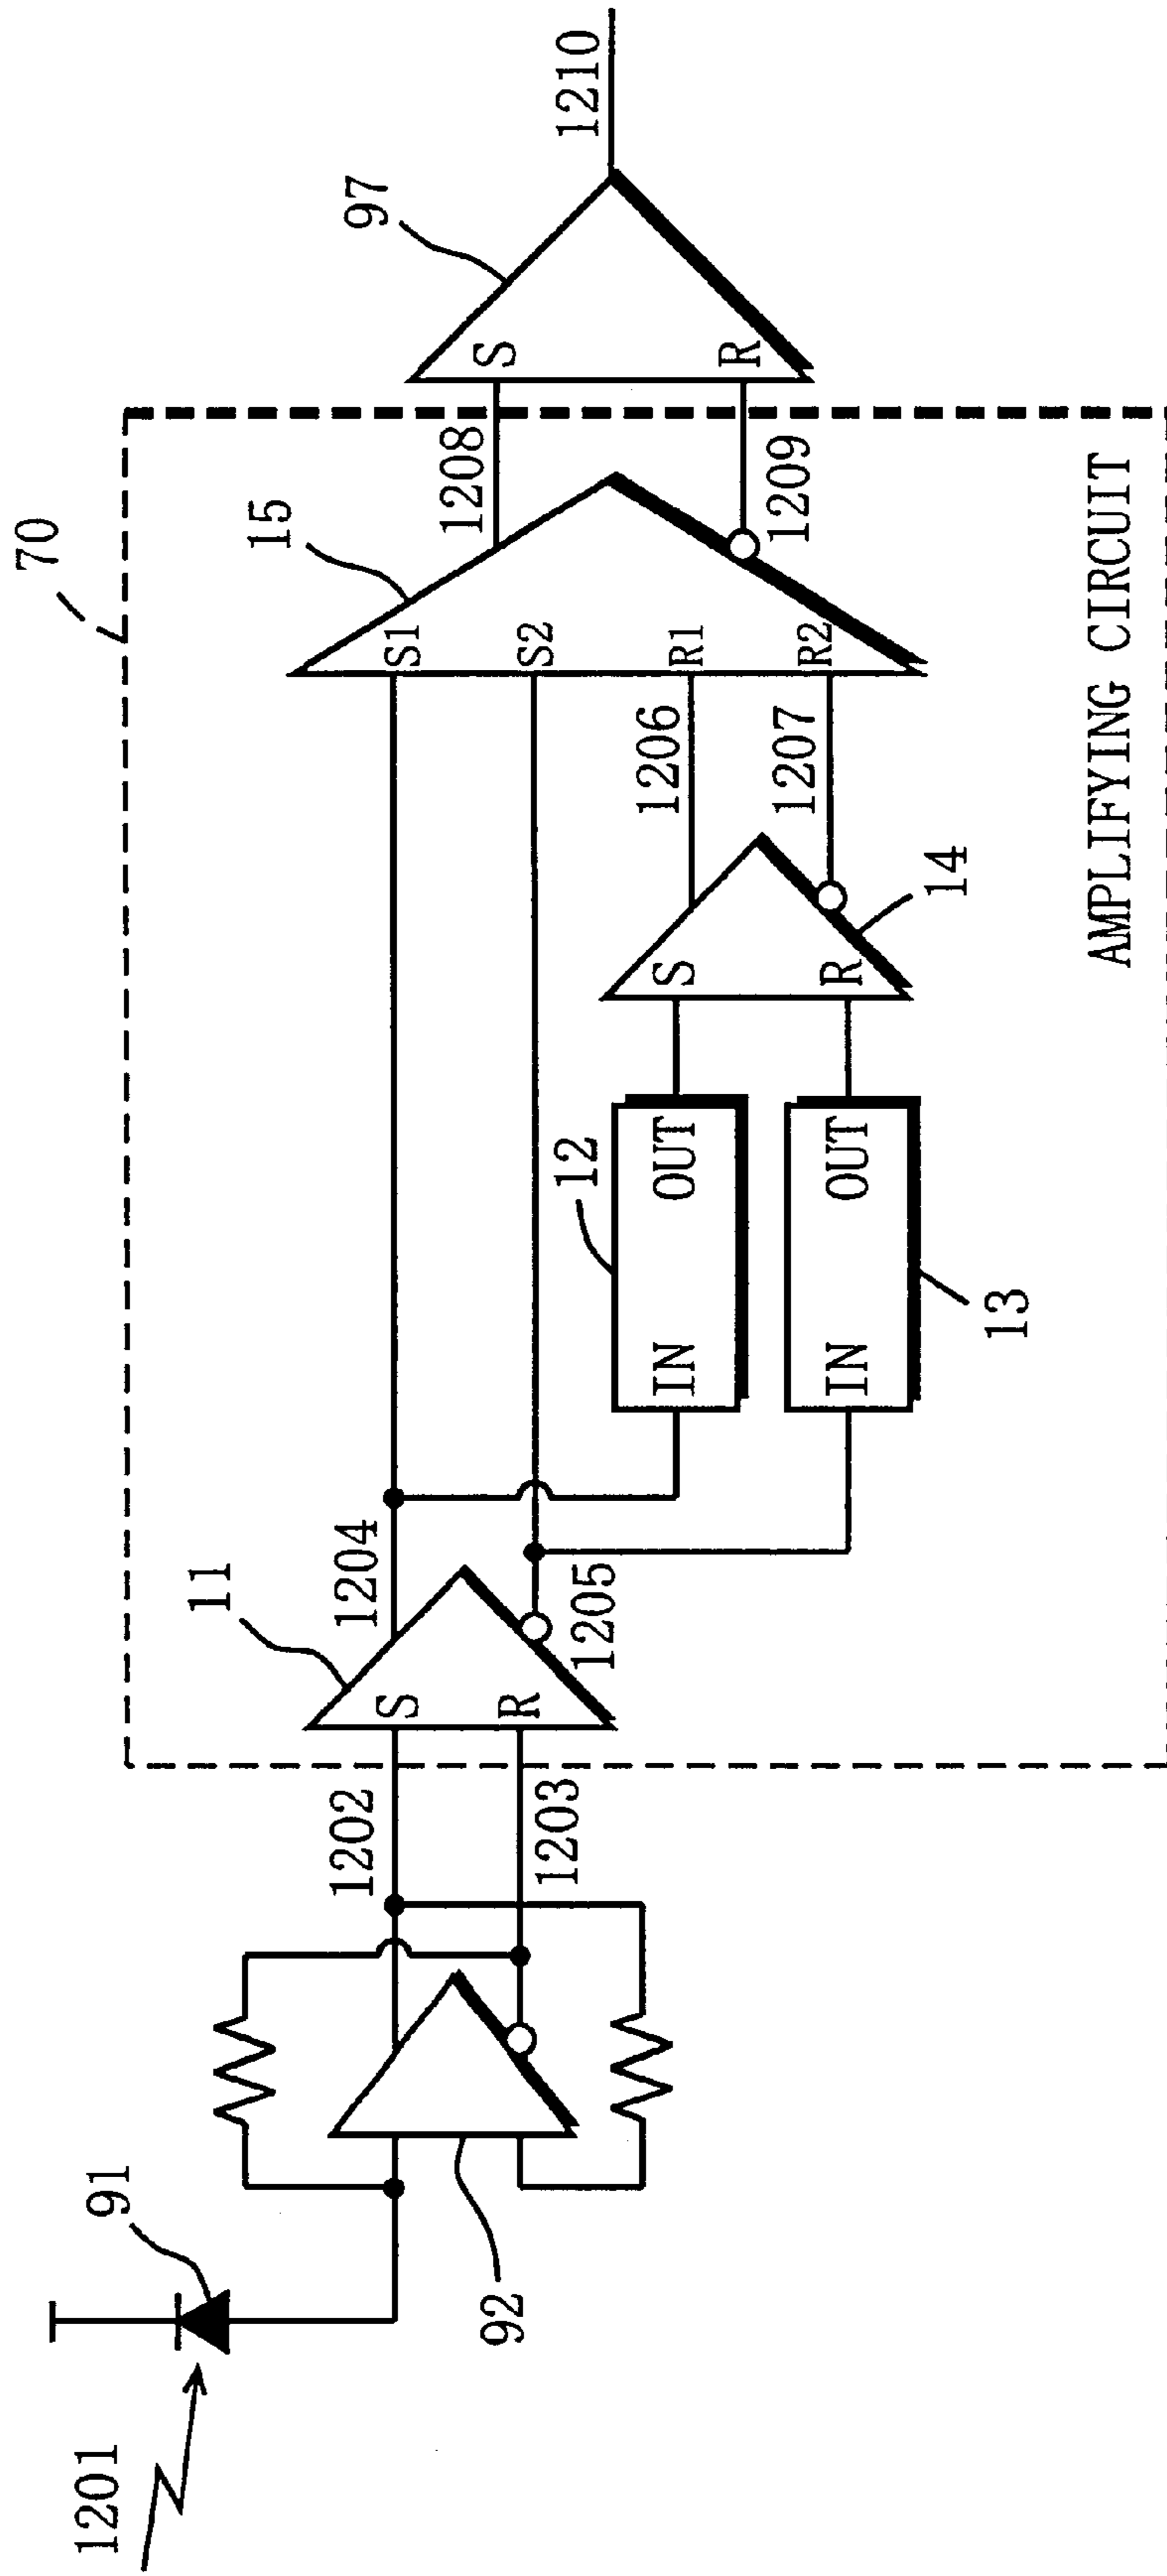 70
1201
91
92
1202
1203
11
S
R
1204
1205
12
IN OUT
13
IN OUT
14
S
R
1206
1207
15
S1
S2
R1
R2
1208
1209
97
S
R
1210
AMPLIFYING CIRCUIT